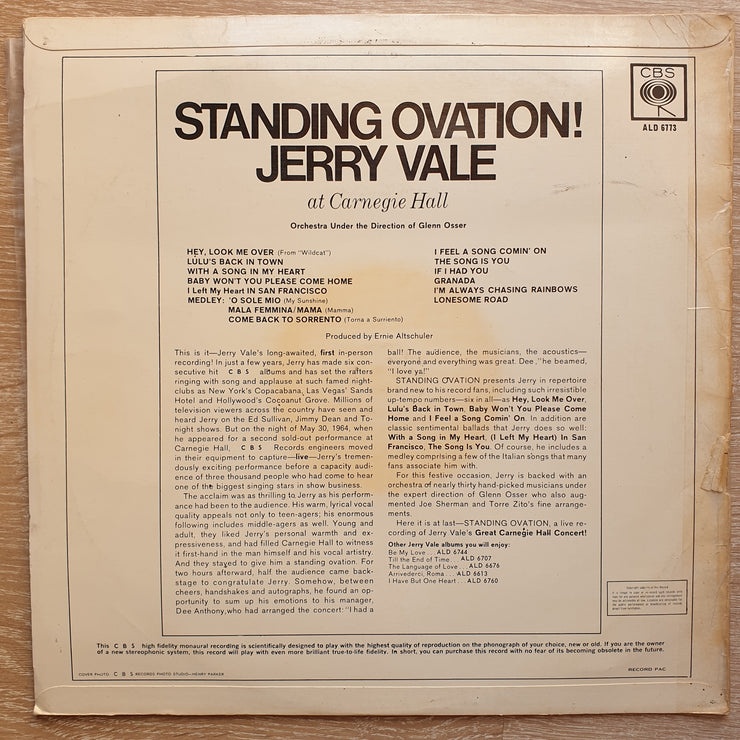 CBS
ALD 6773
STANDING OVATION!
JERRY VALE
at Carnegie Hall
Orchestra Under the Direction of Glenn Osser
HEY, LOOK ME OVER (From "Wildcat")
LULU'S BACK IN TOWN
WITH A SONG IN MY HEART
BABY WON'T YOU PLEASE COME HOME
I Left My Heart IN SAN FRANCISCO
MEDLEY: 'O SOLE MIO (My Sunshine)
MALA FEMMINA/MAMA (Mamma)
COME BACK TO SORRENTO (Torna a Surriento)
I FEEL A SONG COMIN' ON
THE SONG IS YOU
IF I HAD YOU
GRANADA
I'M ALWAYS CHASING RAINBOWS
LONESOME ROAD
Produced by Ernie Altschuler
This is it—Jerry Vale's long-awaited, first in-person
recording! In just a few years, Jerry has made six con-
secutive hit CBS albums and has set the rafters
ringing with song and applause at such famed night-
clubs as New York's Copacabana, Las Vegas' Sands
Hotel and Hollywood's Cocoanut Grove. Millions of
television viewers across the country have seen and
heard Jerry on the Ed Sullivan, Jimmy Dean and To-
night shows. But on the night of May 30, 1964, when
he appeared for a second sold-out performance at
Carnegie Hall, CBS Records engineers moved
in their equipment to capture—live—Jerry's tremen-
dously exciting performance before a capacity audi-
ence of three thousand people who had come to hear
one of the biggest singing stars in show business.
The acclaim was as thrilling to Jerry as his perform-
ance had been to the audience. His warm, lyrical vocal
quality appeals not only to teen-agers; his enormous
following includes middle-agers as well. Young and
adult, they liked Jerry's personal warmth and ex-
pressiveness, and had filled Carnegie Hall to witness
it first-hand in the man himself and his vocal artistry.
And they stayed to give him a standing ovation. For
two hours afterward, half the audience came back-
stage to congratulate Jerry. Somehow, between
cheers, handshakes and autographs, he found an op-
portunity to sum up his emotions to his manager,
Dee Anthony, who had arranged the concert: "I had a
ball! The audience, the musicians, the acoustics—
everyone and everything was great. Dee," he beamed,
"I love ya!"
STANDING OVATION presents Jerry in repertoire
brand new to his record fans, including such irresistible
up-tempo numbers—six in all—as Hey, Look Me Over,
Lulu's Back in Town, Baby Won't You Please Come
Home and I Feel a Song Comin' On. In addition are
classic sentimental ballads that Jerry does so well:
With a Song in My Heart, (I Left My Heart) In San
Francisco, The Song Is You. Of course, he includes a
medley comprising a few of the Italian songs that many
fans associate him with.
For this festive occasion, Jerry is backed with an
orchestra of nearly thirty hand-picked musicians under
the expert direction of Glenn Osser who also aug-
mented Joe Sherman and Torre Zito's fine arrange-
ments.
Here it is at last—STANDING OVATION, a live re-
cording of Jerry Vale's Great Carnegie Hall Concert!
Other Jerry Vale albums you will enjoy:
Be My Love . . . ALD 6744
Till the End of Time . . ALD 6707
The Language of Love . . ALD 6676
Arrivederci, Roma . . ALD 6613
I Have But One Heart . . . ALD 6760
This CBS high fidelity monaural recording is scientifically designed to play with the highest quality of reproduction on the phonograph of your choice, new or old. If you are the owner
of a new stereophonic system, this record will play with even more brilliant true-to-life fidelity. In short, you can purchase this record with no fear of its becoming obsolete in the future.
COVER PHOTO: CBS RECORDS PHOTO STUDIO—HENRY PARKER
RECORD PAC